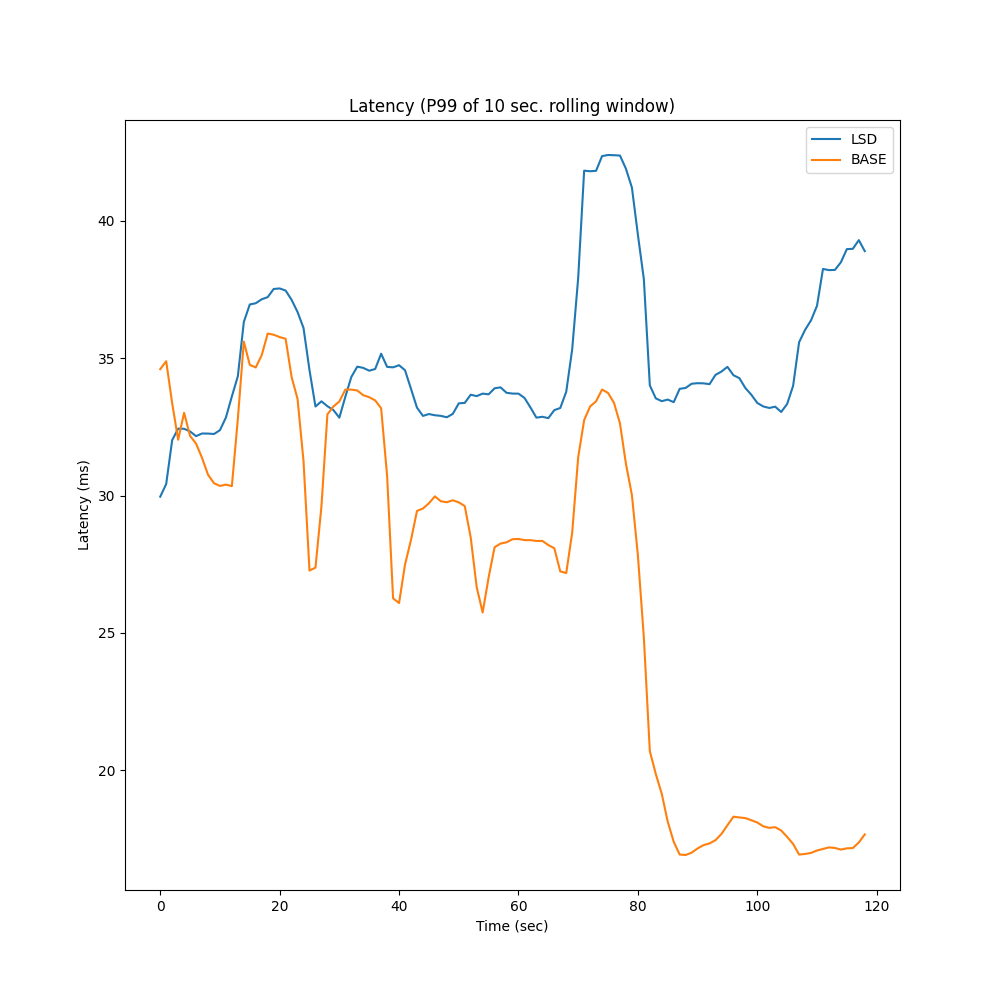 Latency (P99 of 10 sec. rolling window)
LSD
BASE
40
35
30
25
20
Latency (ms)
0 20 40 60 80 100 120
Time (sec)